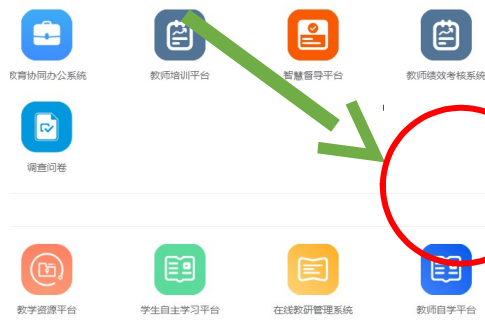 教育协同办公系统
教师培训平台
智慧督导平台
教师绩效考核系统
调查问卷
教学资源平台
学生自主学习平台
在线教研管理系统
教师自学平台